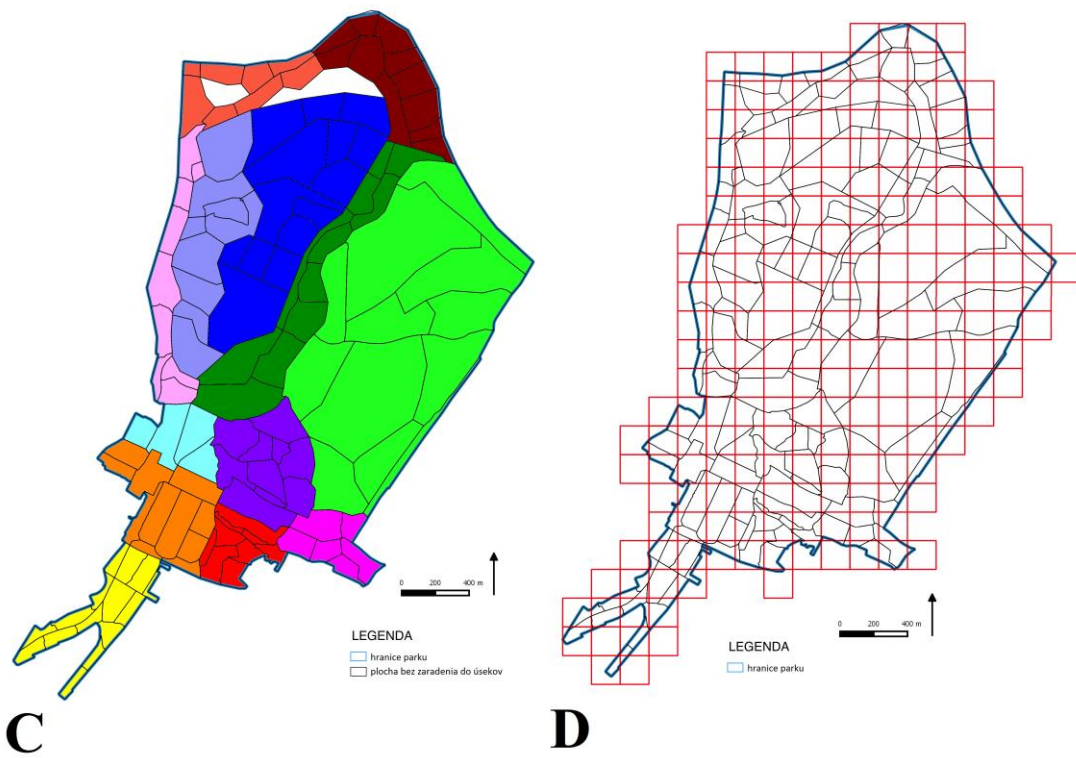 0 200 400 m
LEGENDA
hranice parku
plocha bez zaradenia do úsekov
C
0 200 400 m
LEGENDA
hranice parku
D